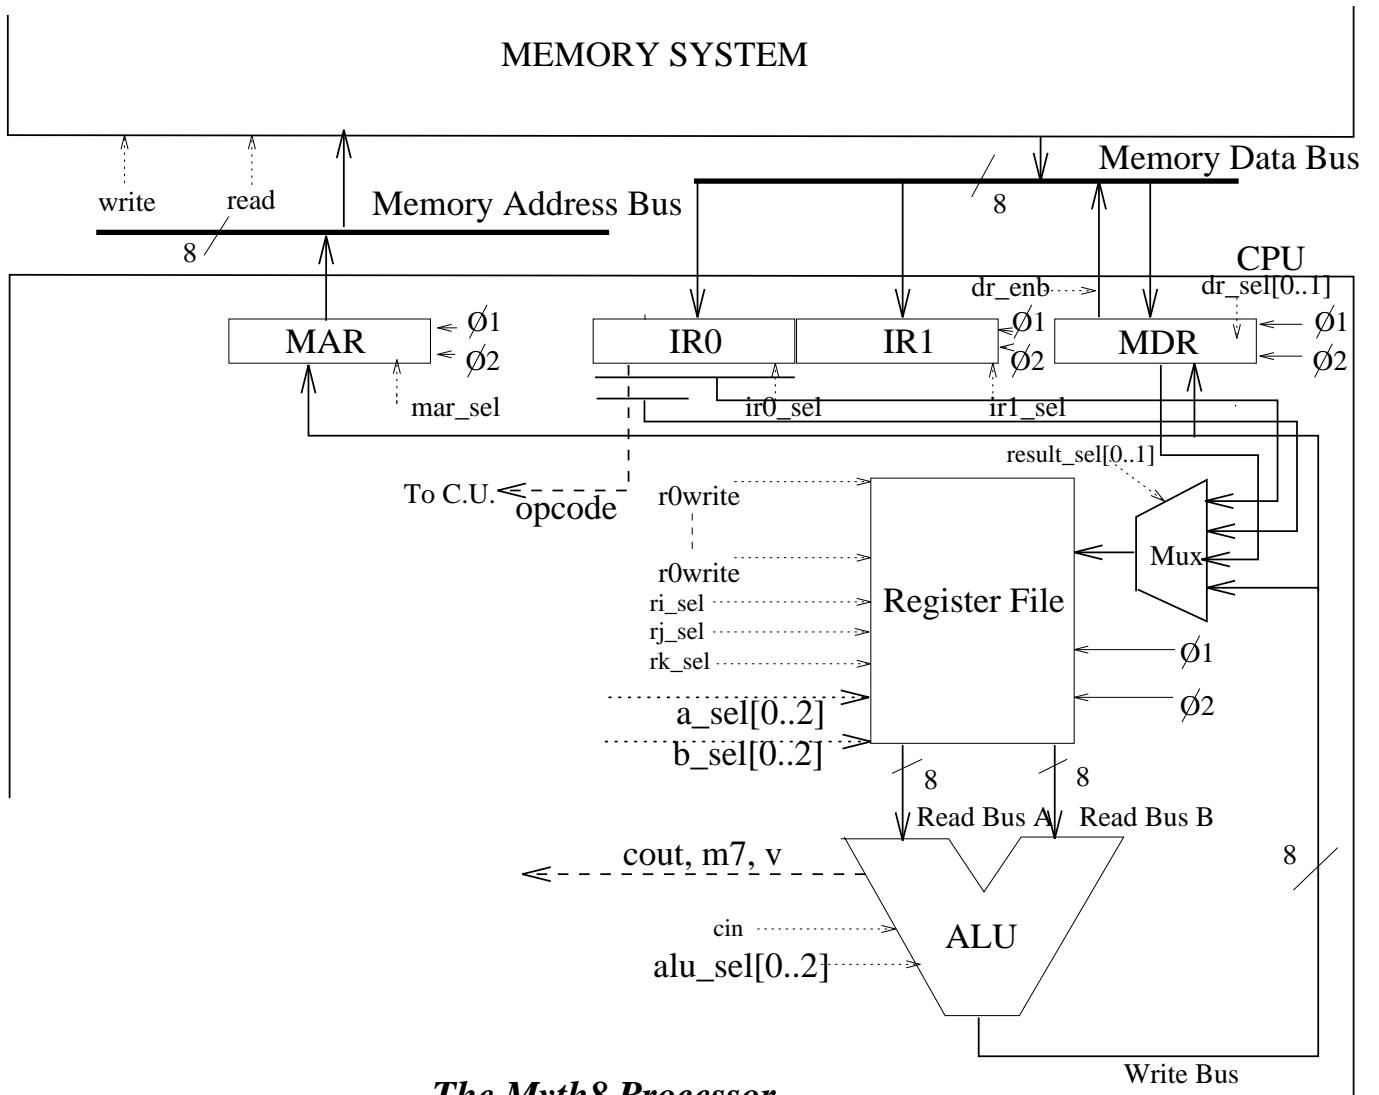 MEMORY SYSTEM
write
read
Memory Address Bus
8
Memory Data Bus
8
CPU
dr_enb
dr_sel[0..1]
MAR
Ø1
Ø2
mar_sel
IR0
IR1
Ø1
Ø2
ir0_sel
ir1_sel
MDR
Ø1
Ø2
To C.U.
opcode
result_sel[0..1]
r0write
r0write
ri_sel
rj_sel
rk_sel
a_sel[0..2]
b_sel[0..2]
Register File
Mux
Ø1
Ø2
8
8
Read Bus A
Read Bus B
cout, m7, v
cin
alu_sel[0..2]
ALU
8
Write Bus
The Myth8 Processor